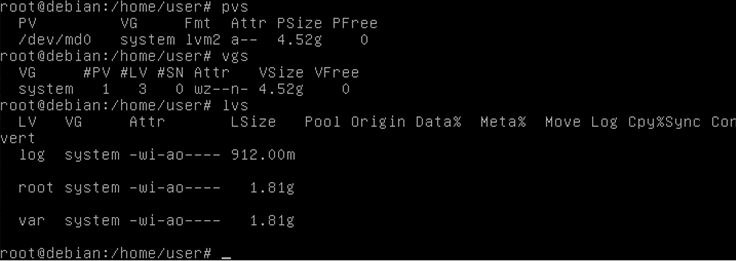 root@debian:/home/user# pvs
  PV         VG     Fmt  Attr PSize PFree
  /dev/md0   system lvm2 a--  4.52g    0
root@debian:/home/user# vgs
  VG     #PV #LV #SN Attr   VSize VFree
  system   1   3   0 wz--n- 4.52g    0
root@debian:/home/user# lvs
  LV   VG     Attr       LSize   Pool Origin Data%  Meta%  Move Log Cpy%Sync Con
vert
  log  system -wi-ao---- 912.00m
  root system -wi-ao----   1.81g
  var  system -wi-ao----   1.81g
root@debian:/home/user# _